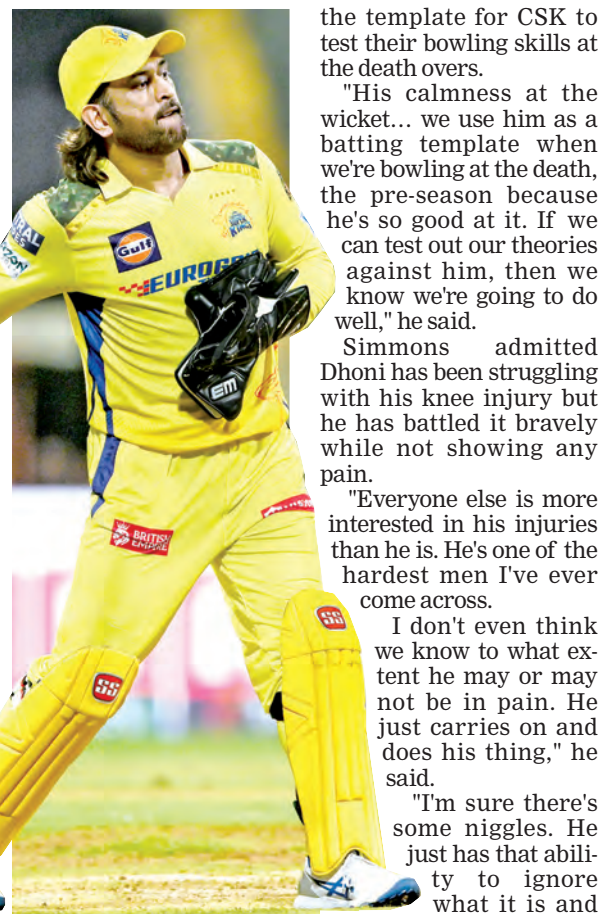 the template for CSK to
test their bowling skills at
the death overs.
"His calmness at the
wicket... we use him as a
batting template when
we're bowling at the death,
the pre-season because
he's so good at it. If we
can test out our theories
against him, then we
know we're going to do
well," he said.
Simmons admitted
Dhoni has been struggling
with his knee injury but
he has battled it bravely
while not showing any
pain.
"Everyone else is more
interested in his injuries
than he is. He's one of the
hardest men I've ever
come across.
I don't even think
we know to what ex-
tent he may or may
not be in pain. He
just carries on and
does his thing," he
said.
"I'm sure there's
some niggles. He
just has that abili-
ty to ignore
what it is and
Gulf
EUROG
EM
BRITISH
EMPIRE
SS
SS